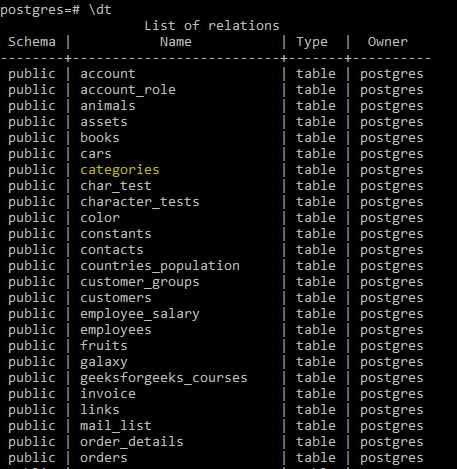 postgres=# \dt
                  List of relations
 Schema |           Name           | Type  |  Owner
--------+--------------------------+-------+----------
 public | account                  | table | postgres
 public | account_role             | table | postgres
 public | animals                  | table | postgres
 public | assets                   | table | postgres
 public | books                    | table | postgres
 public | cars                     | table | postgres
 public | categories               | table | postgres
 public | char_test                | table | postgres
 public | character_tests          | table | postgres
 public | color                    | table | postgres
 public | constants                | table | postgres
 public | contacts                 | table | postgres
 public | countries_population     | table | postgres
 public | customer_groups          | table | postgres
 public | customers                | table | postgres
 public | employee_salary          | table | postgres
 public | employees                | table | postgres
 public | fruits                   | table | postgres
 public | galaxy                   | table | postgres
 public | geeksforgeeks_courses    | table | postgres
 public | invoice                  | table | postgres
 public | links                    | table | postgres
 public | mail_list                | table | postgres
 public | order_details            | table | postgres
 public | orders                   | table | postgres